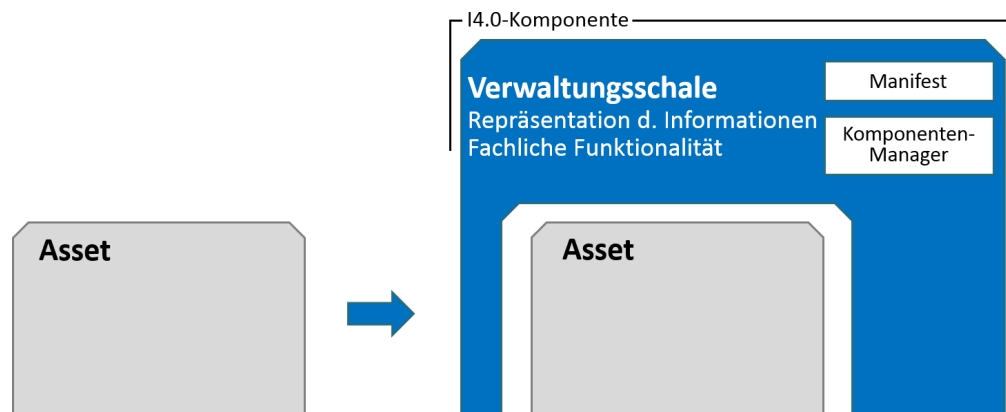 I4.0-Komponente
Verwaltungsschale
Repräsentation d. Informationen
Fachliche Funktionalität
Manifest
Komponenten-
Manager
Asset
Asset